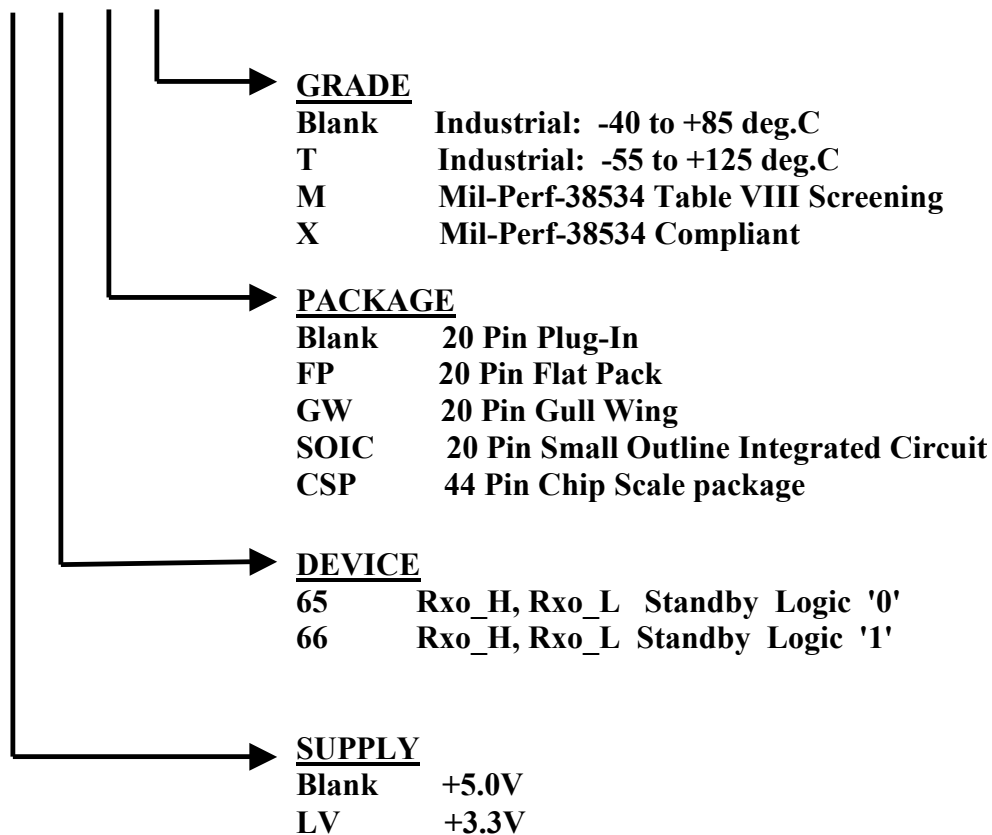 GRADE
Blank Industrial: -40 to +85 deg.C
T Industrial: -55 to +125 deg.C
M Mil-Perf-38534 Table VIII Screening
X Mil-Perf-38534 Compliant
PACKAGE
Blank 20 Pin Plug-In
FP 20 Pin Flat Pack
GW 20 Pin Gull Wing
SOIC 20 Pin Small Outline Integrated Circuit
CSP 44 Pin Chip Scale package
DEVICE
65 Rxo_H, Rxo_L Standby Logic '0'
66 Rxo_H, Rxo_L Standby Logic '1'
SUPPLY
Blank +5.0V
LV +3.3V